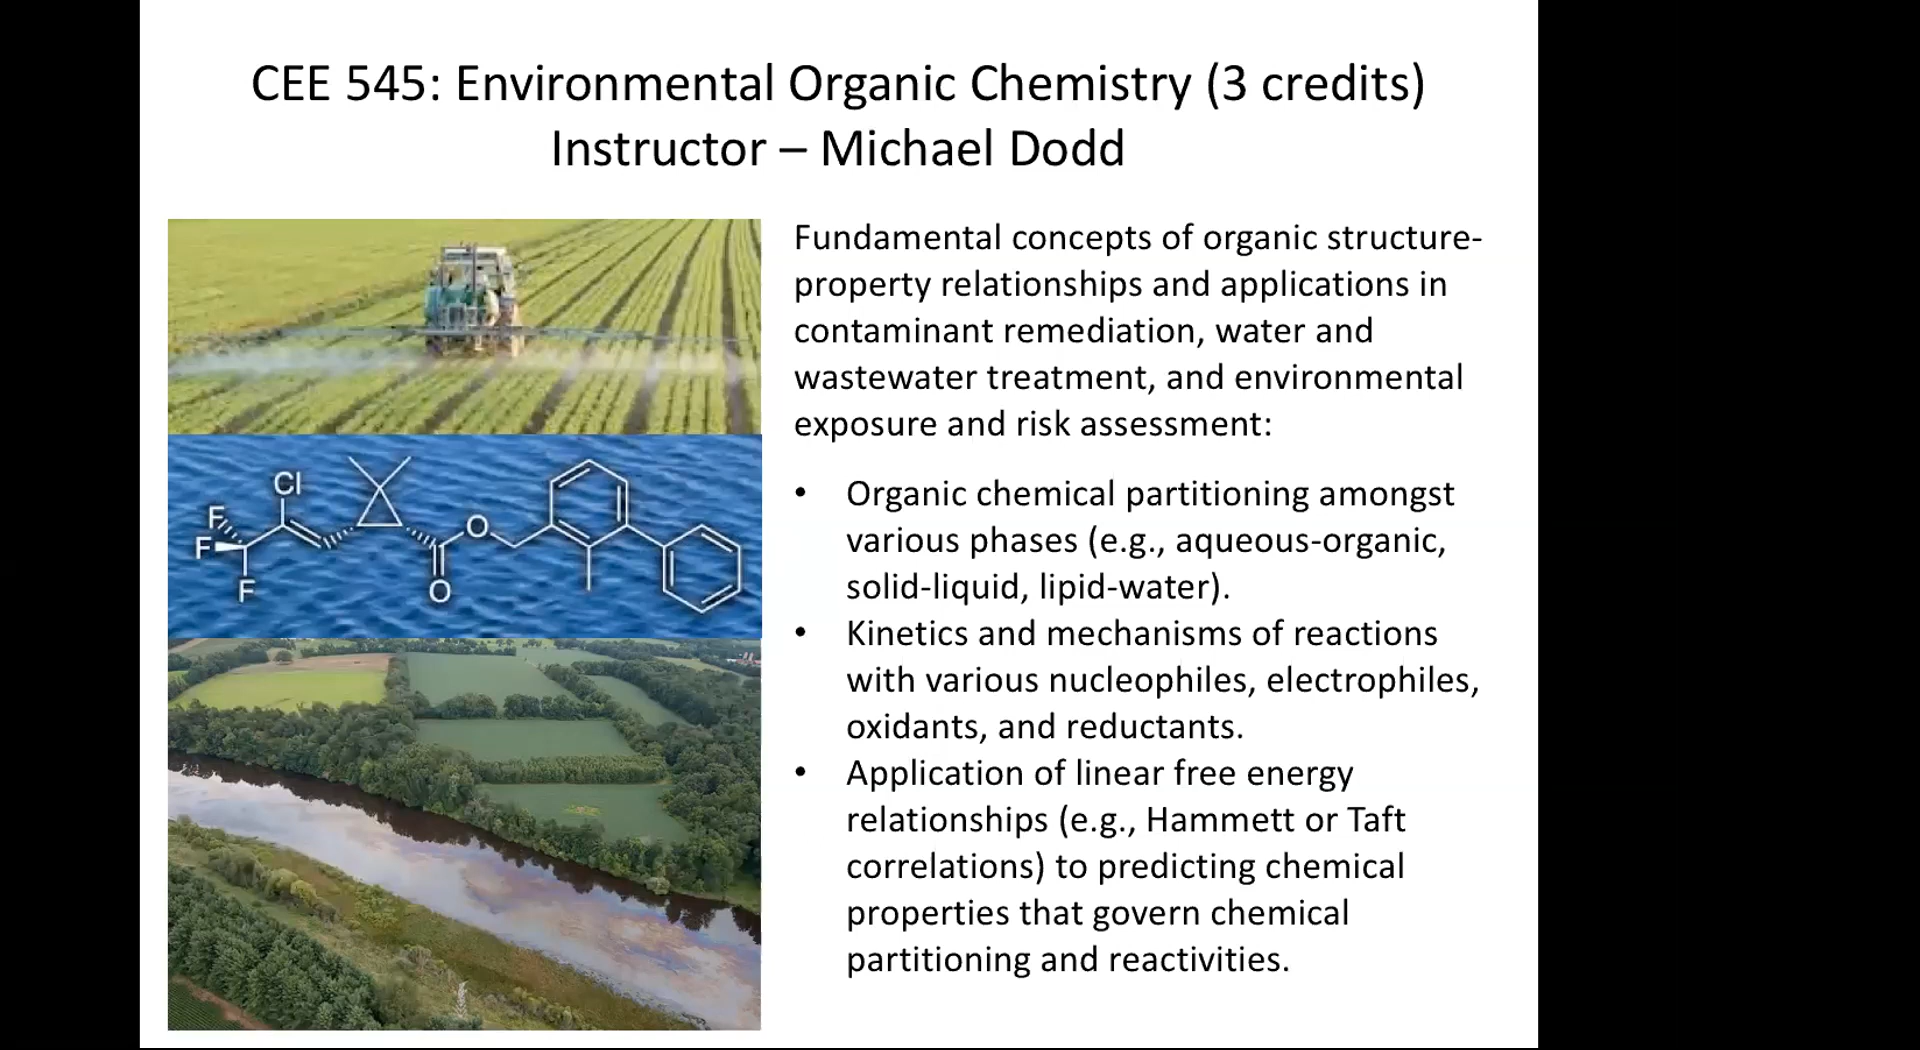 CEE 545: Environmental Organic Chemistry (3 credits)
Instructor – Michael Dodd
Fundamental concepts of organic structure-
property relationships and applications in
contaminant remediation, water and
wastewater treatment, and environmental
exposure and risk assessment:
• Organic chemical partitioning amongst
various phases (e.g., aqueous-organic,
solid-liquid, lipid-water).
• Kinetics and mechanisms of reactions
with various nucleophiles, electrophiles,
oxidants, and reductants.
• Application of linear free energy
relationships (e.g., Hammett or Taft
correlations) to predicting chemical
properties that govern chemical
partitioning and reactivities.
Cl
F
F
F
O
O